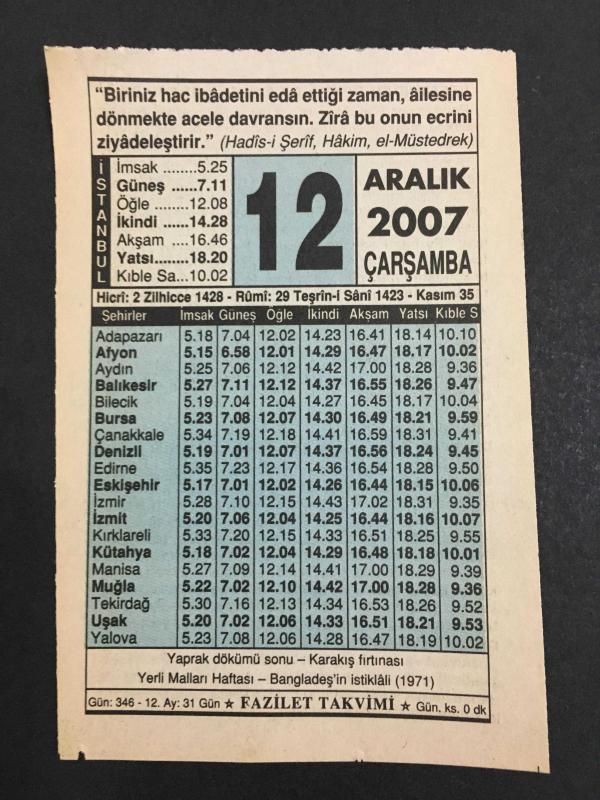 “Biriniz hac ibâdetini edâ ettiği zaman, âilesine
dönmekte acele davransın. Zîrâ bu onun ecrini
ziyâdeleştirir.” (Hadîs-i Şerîf, Hâkim, el-Müstedrek)
İSTANBUL
İmsak ........5.25
Güneş ......7.11
Öğle ........12.08
İkindi ......14.28
Akşam ....16.46
Yatsı........18.20
Kıble Sa...10.02
12
ARALIK
2007
ÇARŞAMBA
Hicrî: 2 Zilhicce 1428 - Rûmî: 29 Teşrîn-i Sânî 1423 - Kasım 35
Şehirler İmsak Güneş Öğle İkindi Akşam Yatsı Kıble S
Adapazarı 5.18 7.04 12.02 14.23 16.41 18.14 10.10
Afyon 5.15 6.58 12.01 14.29 16.47 18.17 10.02
Aydın 5.25 7.06 12.12 14.42 17.00 18.28 9.36
Balıkesir 5.27 7.11 12.12 14.37 16.55 18.26 9.47
Bilecik 5.19 7.04 12.04 14.27 16.45 18.17 10.04
Bursa 5.23 7.08 12.07 14.30 16.49 18.21 9.59
Çanakkale 5.34 7.19 12.18 14.41 16.59 18.31 9.41
Denizli 5.19 7.01 12.07 14.37 16.56 18.24 9.45
Edirne 5.35 7.23 12.17 14.36 16.54 18.28 9.50
Eskişehir 5.17 7.01 12.02 14.26 16.44 18.15 10.06
İzmir 5.28 7.10 12.15 14.43 17.02 18.31 9.35
İzmit 5.20 7.06 12.04 14.25 16.44 18.16 10.07
Kırklareli 5.33 7.20 12.15 14.33 16.51 18.25 9.55
Kütahya 5.18 7.02 12.04 14.29 16.48 18.18 10.01
Manisa 5.27 7.09 12.14 14.41 17.00 18.29 9.39
Muğla 5.22 7.02 12.10 14.42 17.00 18.28 9.36
Tekirdağ 5.30 7.16 12.13 14.34 16.53 18.26 9.52
Uşak 5.20 7.02 12.06 14.33 16.51 18.21 9.53
Yalova 5.23 7.08 12.06 14.28 16.47 18.19 10.02
Yaprak dökümü sonu – Karakış fırtınası
Yerli Malları Haftası – Bangladeş’in istiklâli (1971)
Gün: 346 - 12. Ay: 31 Gün ★ FAZİLET TAKVİMİ ★ Gün. ks. 0 dk